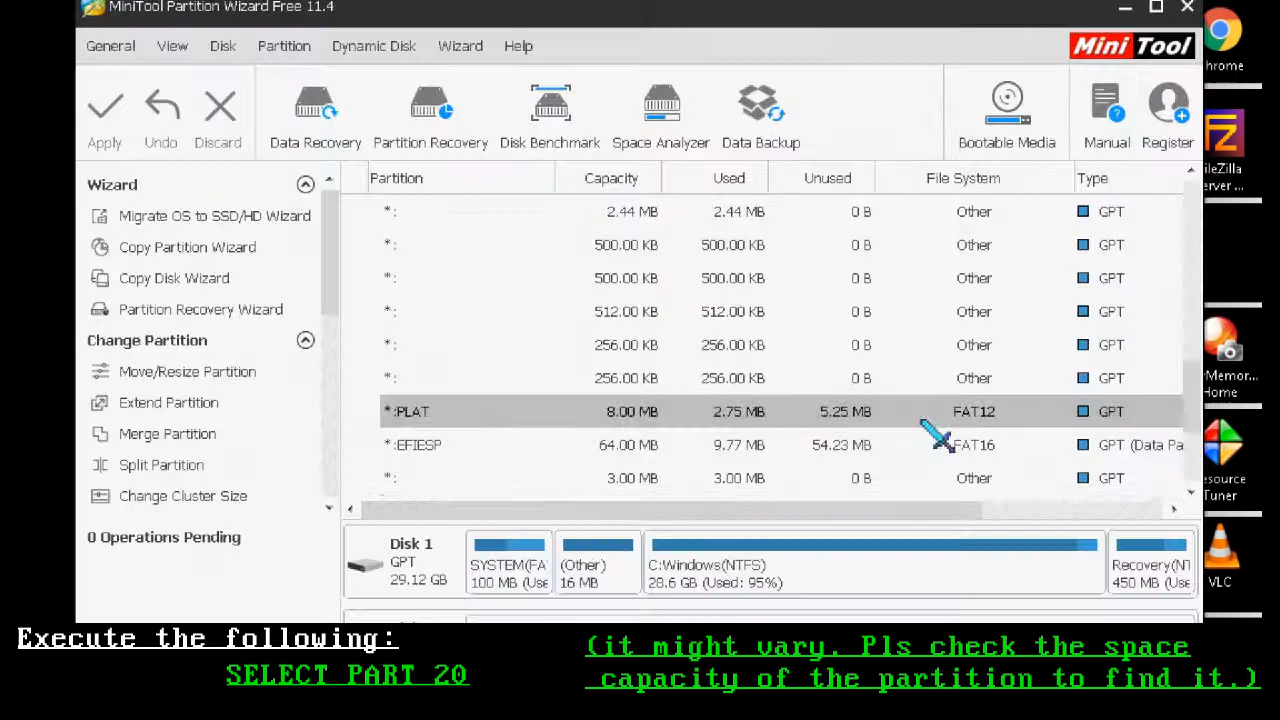 MiniTool Partition Wizard Free 11.4
General View Disk Partition Dynamic Disk Wizard Help
Mini Tool
Apply Undo Discard Data Recovery Partition Recovery Disk Benchmark Space Analyzer Data Backup Bootable Media Manual Register
Wizard
Migrate OS to SSD/HD Wizard
Copy Partition Wizard
Copy Disk Wizard
Partition Recovery Wizard
Change Partition
Move/Resize Partition
Extend Partition
Merge Partition
Split Partition
Change Cluster Size
0 Operations Pending
Partition Capacity Used Unused File System Type
*: 2.44 MB 2.44 MB 0 B Other GPT
*: 500.00 KB 500.00 KB 0 B Other GPT
*: 500.00 KB 500.00 KB 0 B Other GPT
*: 512.00 KB 512.00 KB 0 B Other GPT
*: 256.00 KB 256.00 KB 0 B Other GPT
*: 256.00 KB 256.00 KB 0 B Other GPT
*:PLAT 8.00 MB 2.75 MB 5.25 MB FAT12 GPT
*:EFIESP 64.00 MB 9.77 MB 54.23 MB FAT16 GPT (Data Pa
*: 3.00 MB 3.00 MB 0 B Other GPT
Disk 1
GPT
29.12 GB
SYSTEM(FA
100 MB (Use
(Other)
16 MB
C:Windows(NTFS)
28.6 GB (Used: 95%)
Recovery(NT
450 MB (Use
hrome
ileZilla
erver ...
MyMemor...
Home
esource
Tuner
VLC
Execute the following:
SELECT PART 20
(it might vary. Pls check the space
capacity of the partition to find it.)